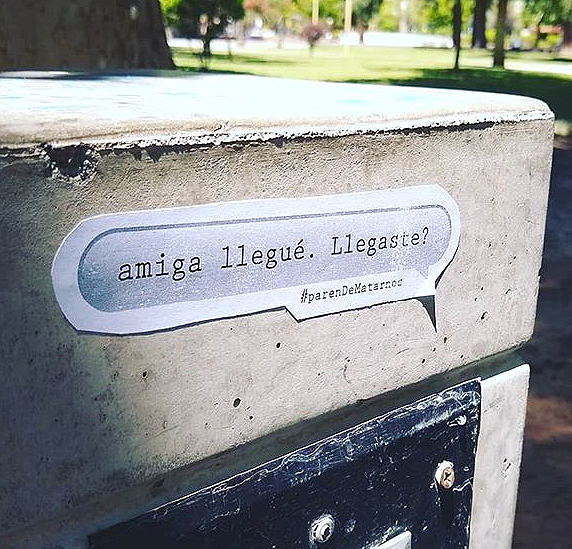 amiga llegué. Llegaste?
#parenDeMatarnos